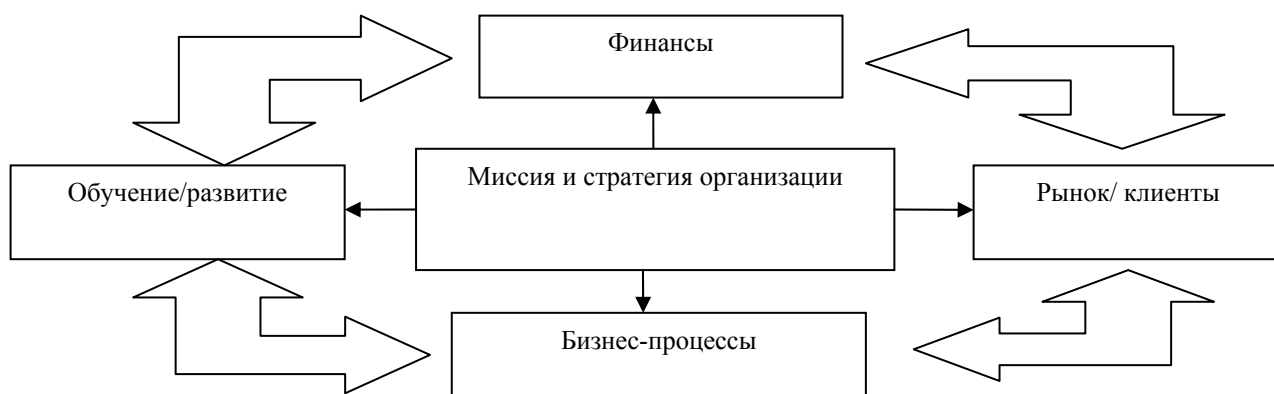 Финансы
Миссия и стратегия организации
Обучение/развитие
Рынок/ клиенты
Бизнес-процессы